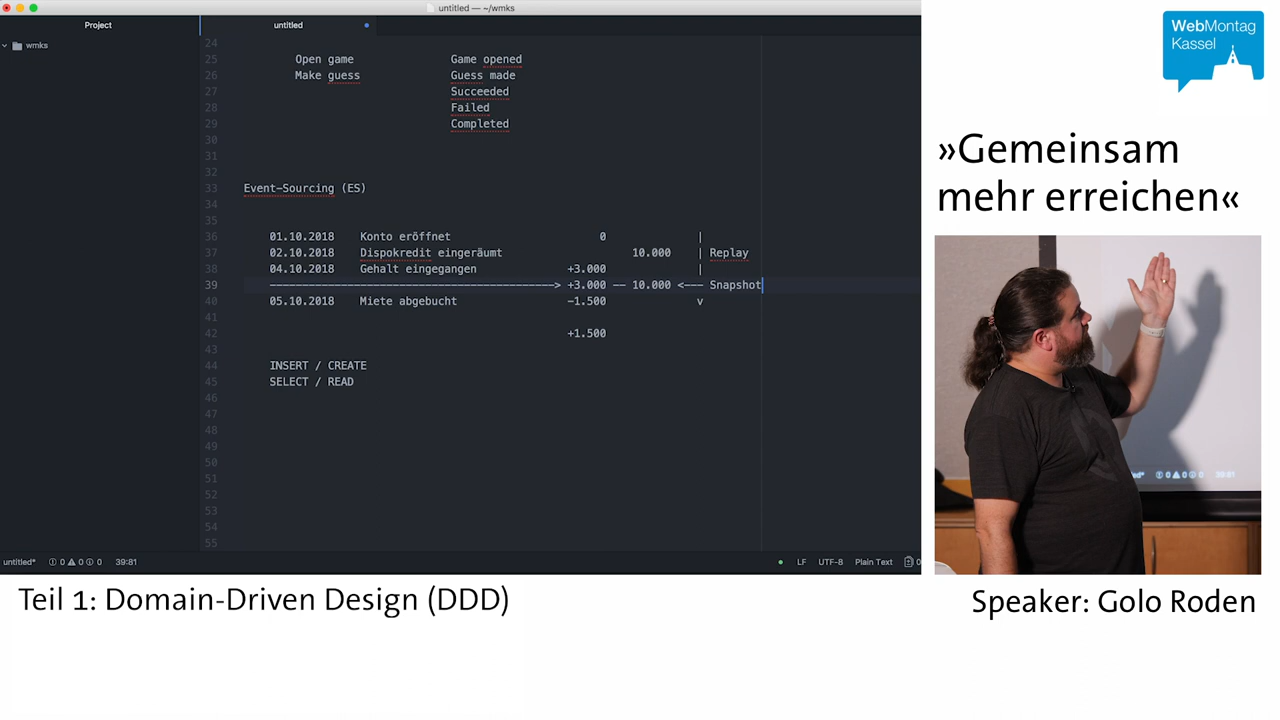 untitled — ~/wmks
Project
untitled
wmks
24
25 Open game Game opened
26 Make guess Guess made
27 Succeeded
28 Failed
29 Completed
30
31
32
33 Event-Sourcing (ES)
34
35
36 01.10.2018 Konto eröffnet 0 |
37 02.10.2018 Dispokredit eingeräumt 10.000 | Replay
38 04.10.2018 Gehalt eingegangen +3.000 |
39 --------------------------------------------> +3.000 -- 10.000 <--- Snapshot
40 05.10.2018 Miete abgebucht -1.500 v
41
42 +1.500
43
44 INSERT / CREATE
45 SELECT / READ
46
47
48
49
50
51
52
53
54
55
untitled* 0 0 0 39:81 LF UTF-8 Plain Text 0
WebMontag
Kassel
»Gemeinsam
mehr erreichen«
0 0 0 39:81
Teil 1: Domain-Driven Design (DDD)
Speaker: Golo Roden